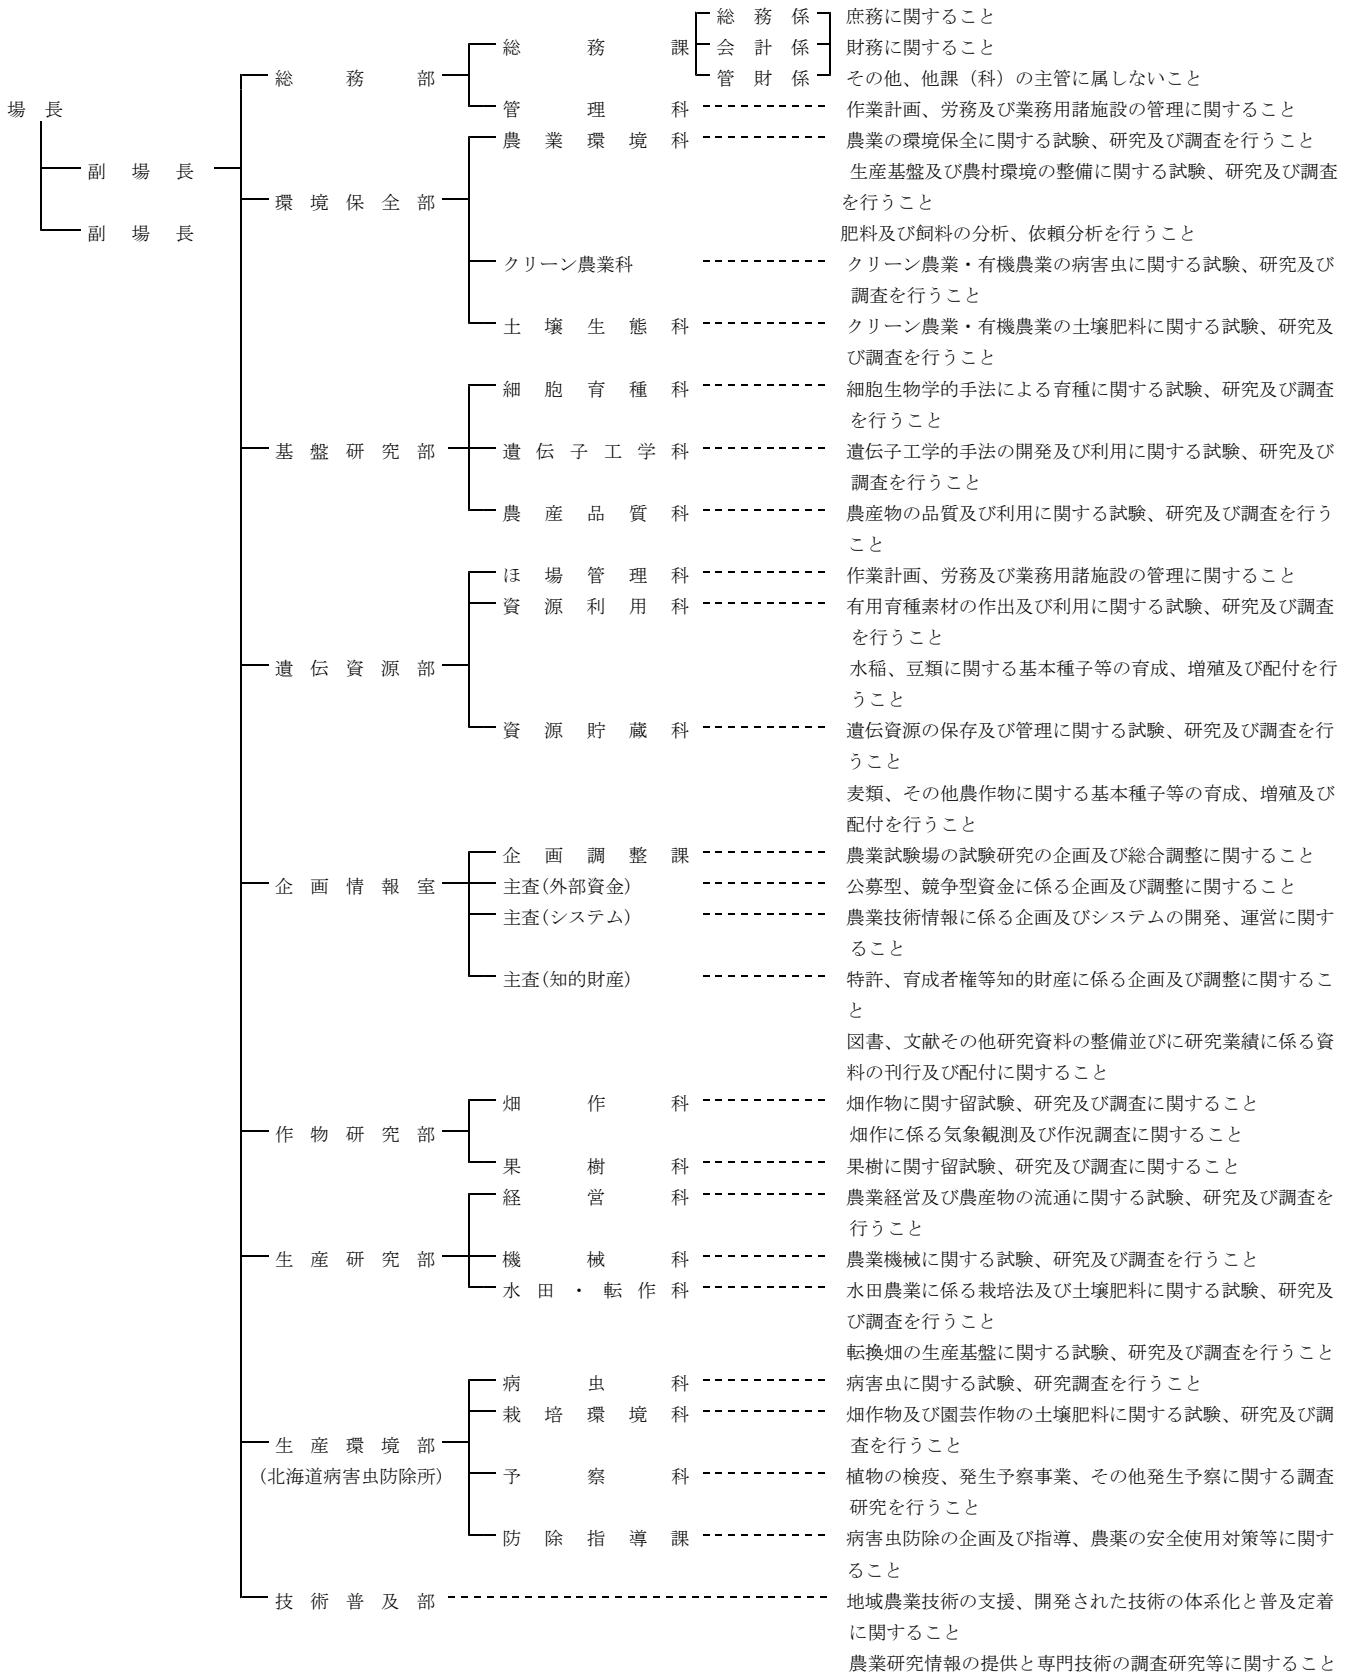 総務係 庶務に関すること
総務課 会計係 財務に関すること
総務部 管財係 その他、他課（科）の主管に属しないこと
場長 管理科 作業計画、労務及び業務用諸施設の管理に関すること
農業環境科 農業の環境保全に関する試験、研究及び調査を行うこと
副場長 生産基盤及び農村環境の整備に関する試験、研究及び調査
環境保全部 を行うこと
副場長 肥料及び飼料の分析、依頼分析を行うこと
クリーン農業科 クリーン農業・有機農業の病害虫に関する試験、研究及び
調査を行うこと
土壌生態科 クリーン農業・有機農業の土壌肥料に関する試験、研究及
び調査を行うこと
細胞育種科 細胞生物学的手法による育種に関する試験、研究及び調査
を行うこと
基盤研究部 遺伝子工学科 遺伝子工学的手法の開発及び利用に関する試験、研究及び
調査を行うこと
農産品質科 農産物の品質及び利用に関する試験、研究及び調査を行う
こと
ほ場管理科 作業計画、労務及び業務用諸施設の管理に関すること
資源利用科 有用育種素材の作出及び利用に関する試験、研究及び調査
を行うこと
遺伝資源部 水稲、豆類に関する基本種子等の育成、増殖及び配付を行
うこと
資源貯蔵科 遺伝資源の保存及び管理に関する試験、研究及び調査を行
うこと
麦類、その他農作物に関する基本種子等の育成、増殖及び
配付を行うこと
企画調整課 農業試験場の試験研究の企画及び総合調整に関すること
企画情報室 主査(外部資金) 公募型、競争型資金に係る企画及び調整に関すること
主査(システム) 農業技術情報に係る企画及びシステムの開発、運営に関す
ること
主査(知的財産) 特許、育成者権等知的財産に係る企画及び調整に関するこ
と
図書、文献その他研究資料の整備並びに研究業績に係る資
料の刊行及び配付に関すること
畑作科 畑作物に関す留試験、研究及び調査に関すること
作物研究部 畑作に係る気象観測及び作況調査に関すること
果樹科 果樹に関す留試験、研究及び調査に関すること
経営科 農業経営及び農産物の流通に関する試験、研究及び調査を
行うこと
生産研究部 機械科 農業機械に関する試験、研究及び調査を行うこと
水田・転作科 水田農業に係る栽培法及び土壌肥料に関する試験、研究及
び調査を行うこと
転換畑の生産基盤に関する試験、研究及び調査を行うこと
病虫科 病害虫に関する試験、研究調査を行うこと
栽培環境科 畑作物及び園芸作物の土壌肥料に関する試験、研究及び調
生産環境部 査を行うこと
(北海道病害虫防除所) 予察科 植物の検疫、発生予察事業、その他発生予察に関する調査
研究を行うこと
防除指導課 病害虫防除の企画及び指導、農薬の安全使用対策等に関す
ること
技術普及部 地域農業技術の支援、開発された技術の体系化と普及定着
に関すること
農業研究情報の提供と専門技術の調査研究等に関すること